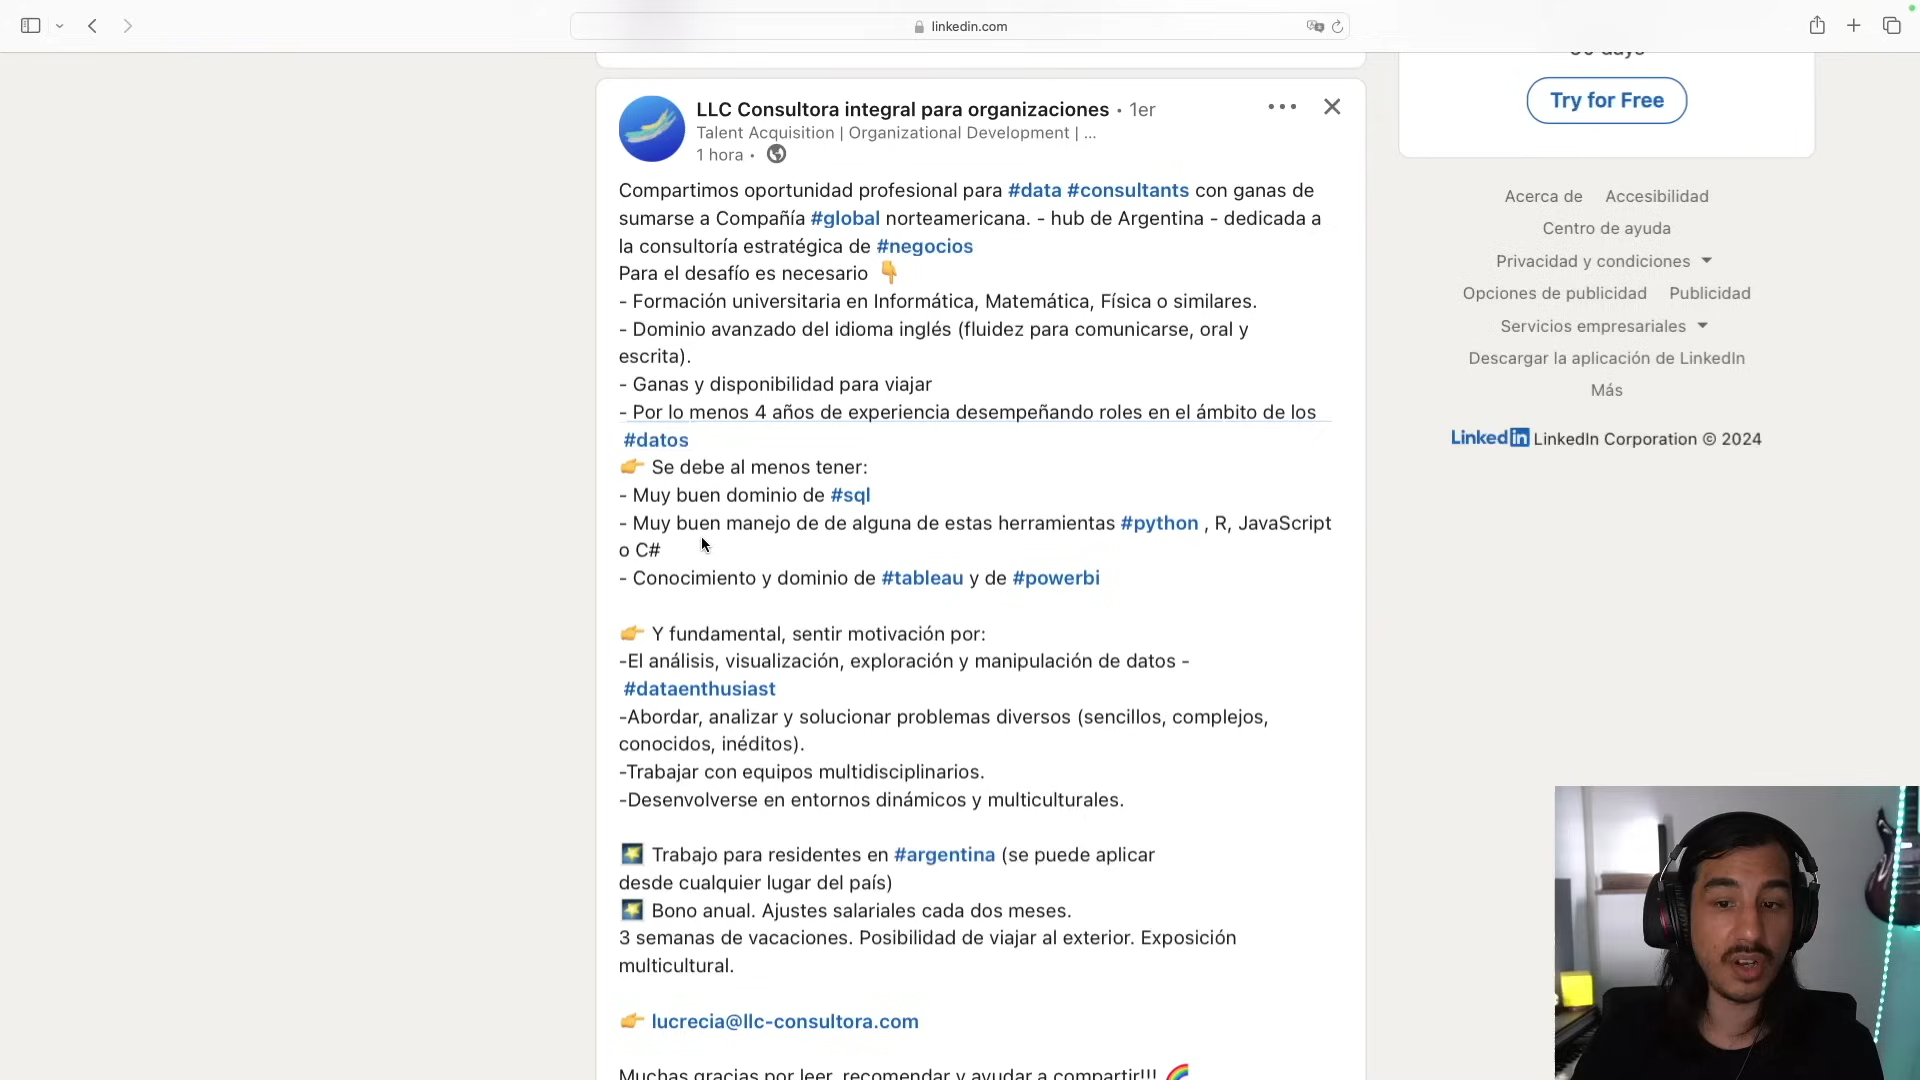 linkedin.com
LLC Consultora integral para organizaciones • 1er
Talent Acquisition | Organizational Development | ...
1 hora •
Compartimos oportunidad profesional para #data #consultants con ganas de
sumarse a Compañía #global norteamericana. - hub de Argentina - dedicada a
la consultoría estratégica de #negocios
Para el desafío es necesario 👇
- Formación universitaria en Informática, Matemática, Física o similares.
- Dominio avanzado del idioma inglés (fluidez para comunicarse, oral y
escrita).
- Ganas y disponibilidad para viajar
- Por lo menos 4 años de experiencia desempeñando roles en el ámbito de los
#datos
👉 Se debe al menos tener:
- Muy buen dominio de #sql
- Muy buen manejo de de alguna de estas herramientas #python , R, JavaScript
o C#
- Conocimiento y dominio de #tableau y de #powerbi
👉 Y fundamental, sentir motivación por:
-El análisis, visualización, exploración y manipulación de datos -
#dataenthusiast
-Abordar, analizar y solucionar problemas diversos (sencillos, complejos,
conocidos, inéditos).
-Trabajar con equipos multidisciplinarios.
-Desenvolverse en entornos dinámicos y multiculturales.
Trabajo para residentes en #argentina (se puede aplicar
desde cualquier lugar del país)
Bono anual. Ajustes salariales cada dos meses.
3 semanas de vacaciones. Posibilidad de viajar al exterior. Exposición
multicultural.
👉 lucrecia@llc-consultora.com
Muchas gracias por leer, recomendar y ayudar a compartir!!! 🌈
days
Try for Free
Acerca de Accesibilidad
Centro de ayuda
Privacidad y condiciones
Opciones de publicidad Publicidad
Servicios empresariales
Descargar la aplicación de LinkedIn
Más
LinkedIn LinkedIn Corporation © 2024